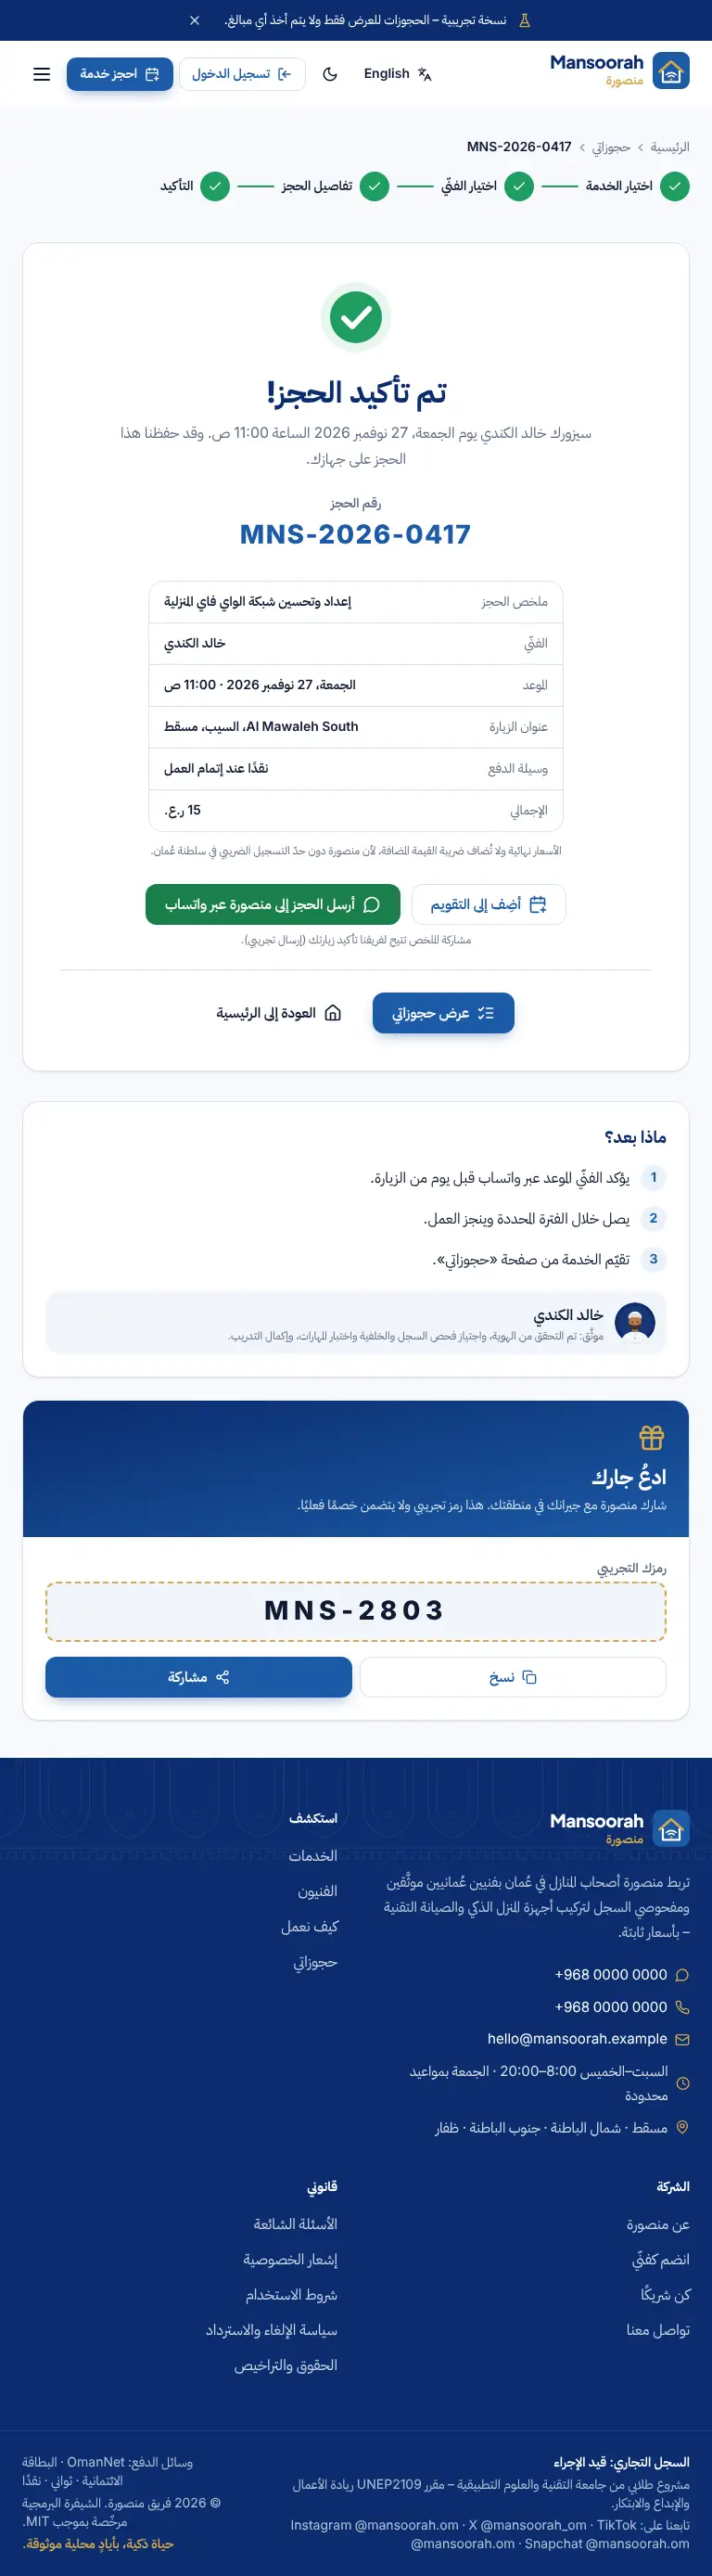 نسخة تجريبية – الحجوزات للعرض فقط ولا يتم أخذ أي مبالغ.
Mansoorah
منصورة
English
تسجيل الدخول
احجز خدمة
الرئيسية
حجوزاتي
MNS-2026-0417
اختيار الخدمة
اختيار الفنّي
تفاصيل الحجز
التأكيد
تم تأكيد الحجز!
سيزورك خالد الكندي يوم الجمعة، 27 نوفمبر 2026 الساعة 11:00 ص. وقد حفظنا هذا
الحجز على جهازك.
رقم الحجز
MNS-2026-0417
ملخص الحجز
إعداد وتحسين شبكة الواي فاي المنزلية
الفنّي
خالد الكندي
الموعد
الجمعة، 27 نوفمبر 2026 · 11:00 ص
عنوان الزيارة
Al Mawaleh South، السيب، مسقط
وسيلة الدفع
نقدًا عند إتمام العمل
الإجمالي
15 ر.ع.
الأسعار نهائية ولا تُضاف ضريبة القيمة المضافة، لأن منصورة دون حدّ التسجيل الضريبي في سلطنة عُمان.
أضِف إلى التقويم
أرسل الحجز إلى منصورة عبر واتساب
مشاركة الملخص تتيح لفريقنا تأكيد زيارتك (إرسال تجريبي).
عرض حجوزاتي
العودة إلى الرئيسية
ماذا بعد؟
1 يؤكد الفنّي الموعد عبر واتساب قبل يوم من الزيارة.
2 يصل خلال الفترة المحددة وينجز العمل.
3 تقيّم الخدمة من صفحة «حجوزاتي».
خالد الكندي
موثَّق: تم التحقق من الهوية، واجتياز فحص السجل والخلفية واختبار المهارات، وإكمال التدريب.
ادعُ جارك
شارك منصورة مع جيرانك في منطقتك. هذا رمز تجريبي ولا يتضمن خصمًا فعليًا.
رمزك التجريبي
MNS-2803
نسخ
مشاركة
Mansoorah
منصورة
تربط منصورة أصحاب المنازل في عُمان بفنيين عُمانيين موثَّقين
ومفحوصي السجل لتركيب أجهزة المنزل الذكي والصيانة التقنية
– بأسعار ثابتة.
+968 0000 0000
+968 0000 0000
hello@mansoorah.example
السبت–الخميس 8:00–20:00 · الجمعة بمواعيد
محدودة
مسقط · شمال الباطنة · جنوب الباطنة · ظفار
استكشف
الخدمات
الفنيون
كيف نعمل
حجوزاتي
الشركة
عن منصورة
انضم كفنّي
كن شريكًا
تواصل معنا
قانوني
الأسئلة الشائعة
إشعار الخصوصية
شروط الاستخدام
سياسة الإلغاء والاسترداد
الحقوق والتراخيص
السجل التجاري: قيد الإجراء
مشروع طلابي من جامعة التقنية والعلوم التطبيقية – مقرر UNEP2109 ريادة الأعمال
والإبداع والابتكار.
تابعنا على: Instagram @mansoorah.om · X @mansoorah_om · TikTok
@mansoorah.om · Snapchat @mansoorah.om
وسائل الدفع: OmanNet · البطاقة
الائتمانية · ثواني · نقدًا
© 2026 فريق منصورة. الشيفرة البرمجية
مرخّصة بموجب MIT.
حياة ذكية، بأيادٍ محلية موثوقة.